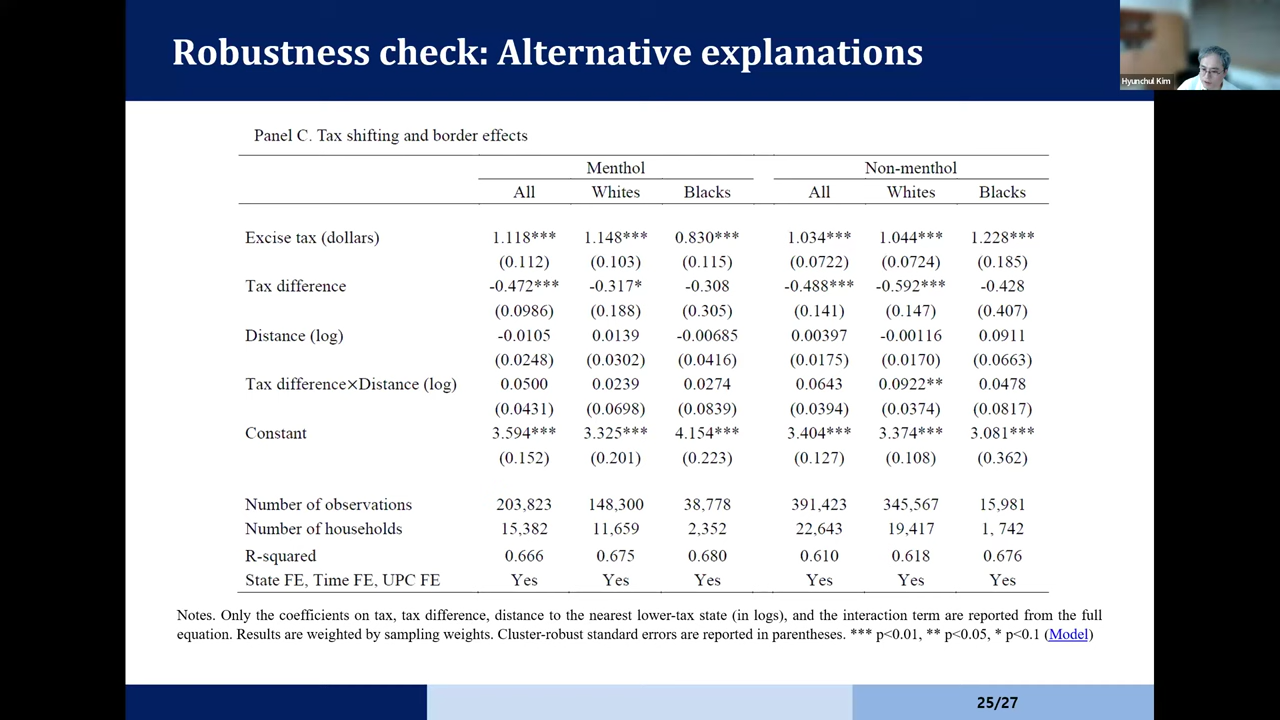 Robustness check: Alternative explanations
Hyunchul Kim
Panel C. Tax shifting and border effects
Menthol Non-menthol
All Whites Blacks All Whites Blacks
Excise tax (dollars) 1.118*** 1.148*** 0.830*** 1.034*** 1.044*** 1.228***
(0.112) (0.103) (0.115) (0.0722) (0.0724) (0.185)
Tax difference -0.472*** -0.317* -0.308 -0.488*** -0.592*** -0.428
(0.0986) (0.188) (0.305) (0.141) (0.147) (0.407)
Distance (log) -0.0105 0.0139 -0.00685 0.00397 -0.00116 0.0911
(0.0248) (0.0302) (0.0416) (0.0175) (0.0170) (0.0663)
Tax difference×Distance (log) 0.0500 0.0239 0.0274 0.0643 0.0922** 0.0478
(0.0431) (0.0698) (0.0839) (0.0394) (0.0374) (0.0817)
Constant 3.594*** 3.325*** 4.154*** 3.404*** 3.374*** 3.081***
(0.152) (0.201) (0.223) (0.127) (0.108) (0.362)
Number of observations 203,823 148,300 38,778 391,423 345,567 15,981
Number of households 15,382 11,659 2,352 22,643 19,417 1, 742
R-squared 0.666 0.675 0.680 0.610 0.618 0.676
State FE, Time FE, UPC FE Yes Yes Yes Yes Yes Yes
Notes. Only the coefficients on tax, tax difference, distance to the nearest lower-tax state (in logs), and the interaction term are reported from the full
equation. Results are weighted by sampling weights. Cluster-robust standard errors are reported in parentheses. *** p<0.01, ** p<0.05, * p<0.1 (Model)
25/27